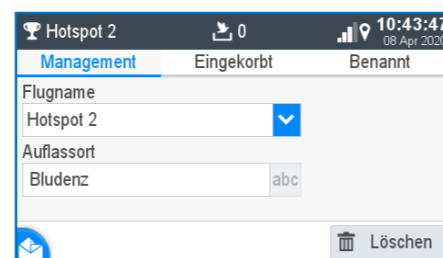 Hotspot 2 0 10:43:47
08 Apr 2020
Management Eingekorbt Benannt
Flugname
Hotspot 2
Auflassort
Bludenz abc
Löschen